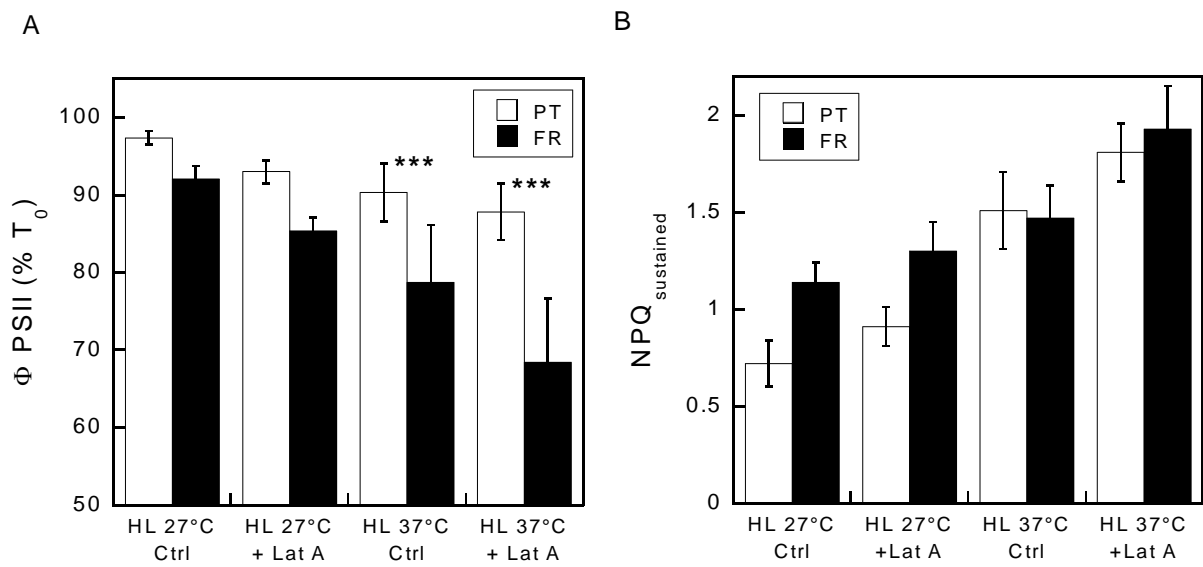 A
Φ PSII (% T0)
100
90
80
70
60
50
PT
FR
***
***
HL 27°C
Ctrl
HL 27°C
+ Lat A
HL 37°C
Ctrl
HL 37°C
+ Lat A
B
NPQ sustained
2
1.5
1
0.5
0
PT
FR
HL 27°C
Ctrl
HL 27°C
+Lat A
HL 37°C
Ctrl
HL 37°C
+Lat A